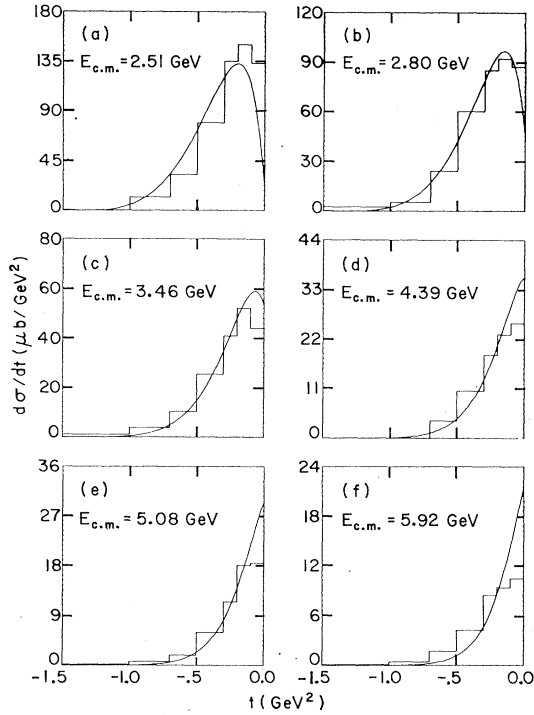 180
135
90
45
0
(a)
E_c.m. = 2.51 GeV
120
90
60
30
0
(b)
E_c.m. = 2.80 GeV
dσ/dt (μb/GeV²)
80
60
40
20
0
(c)
E_c.m. = 3.46 GeV
44
33
22
11
0
(d)
E_c.m. = 4.39 GeV
36
27
18
9
0
(e)
E_c.m. = 5.08 GeV
-1.5 -1.0 -.5 0.0
24
18
12
6
0
(f)
E_c.m. = 5.92 GeV
-1.5 -1.0 -.5 0.0
t (GeV²)